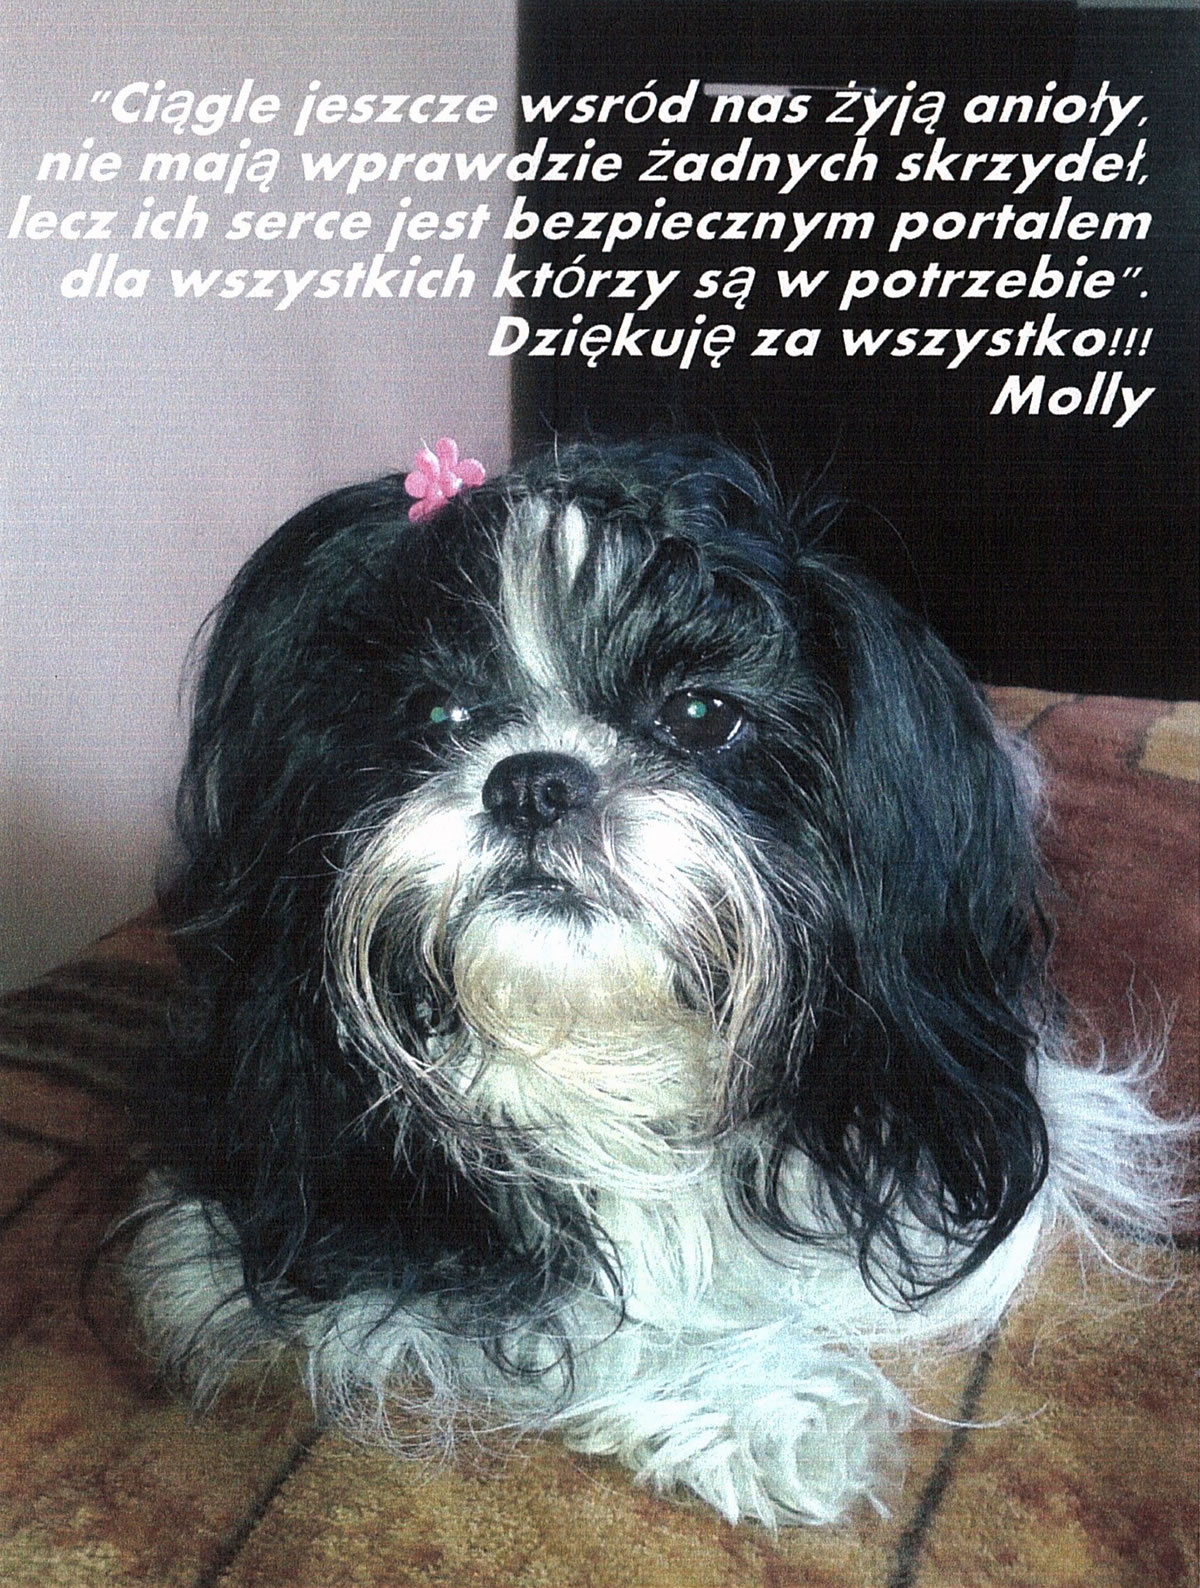 "Ciągle jeszcze wsród nas żyją anioły,
nie mają wprawdzie żadnych skrzydeł,
lecz ich serce jest bezpiecznym portalem
dla wszystkich którzy są w potrzebie".
Dziękuję za wszystko!!!
Molly